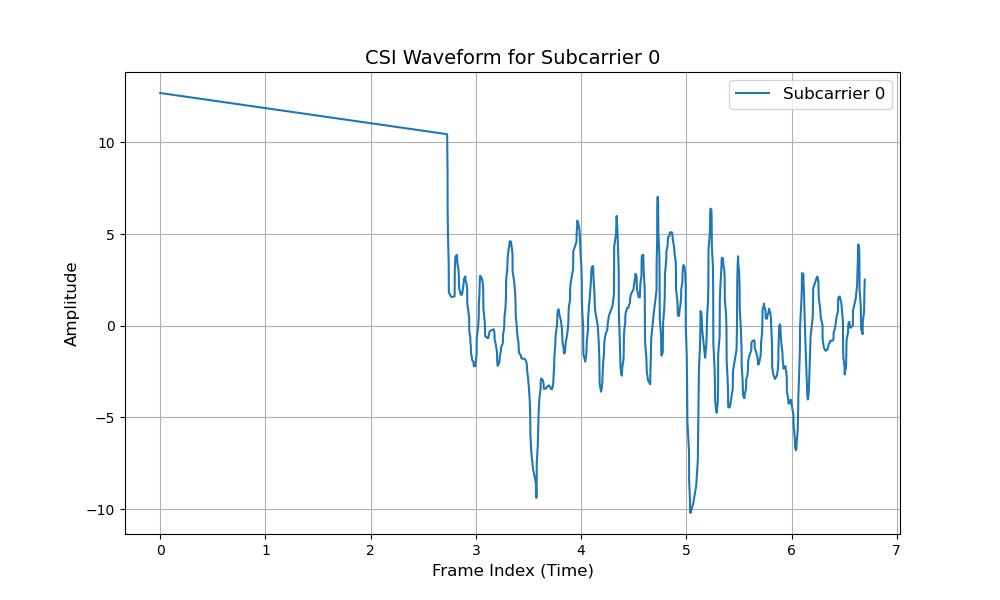 CSI Waveform for Subcarrier 0
Subcarrier 0
Amplitude
10
5
0
−5
−10
0 1 2 3 4 5 6 7
Frame Index (Time)